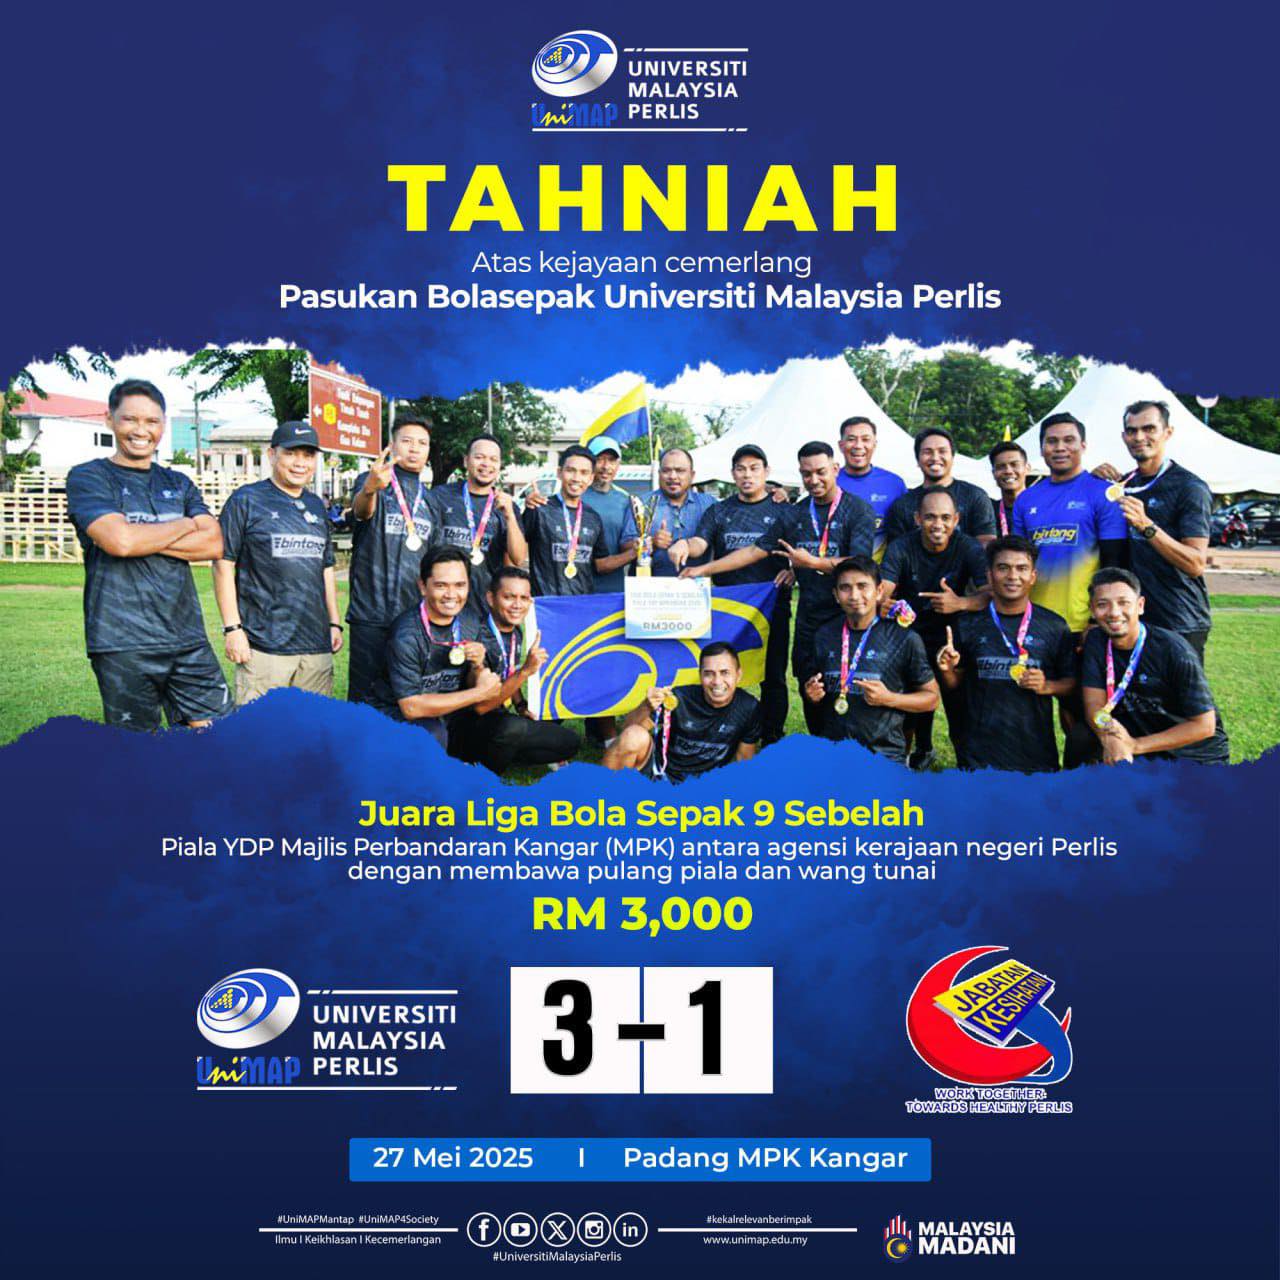 UniMAP
UNIVERSITI
MALAYSIA
PERLIS
TAHNIAH
Atas kejayaan cemerlang
Pasukan Bolasepak Universiti Malaysia Perlis
bintang
bintang
bintang
bintang
RM3000
Juara Liga Bola Sepak 9 Sebelah
Piala YDP Majlis Perbandaran Kangar (MPK) antara agensi kerajaan negeri Perlis
dengan membawa pulang piala dan wang tunai
RM 3,000
UniMAP
UNIVERSITI
MALAYSIA
PERLIS
3-1
JABATAN
KESIHATAN
WORK TOGETHER
TOWARDS HEALTHY PERLIS
27 Mei 2025 | Padang MPK Kangar
#UniMAPMantap #UniMAP4Society
Ilmu I Keikhlasan I Kecemerlangan
#UniversitiMalaysiaPerlis
#kekalrelevanberimpak
www.unimap.edu.my
MALAYSIA
MADANI